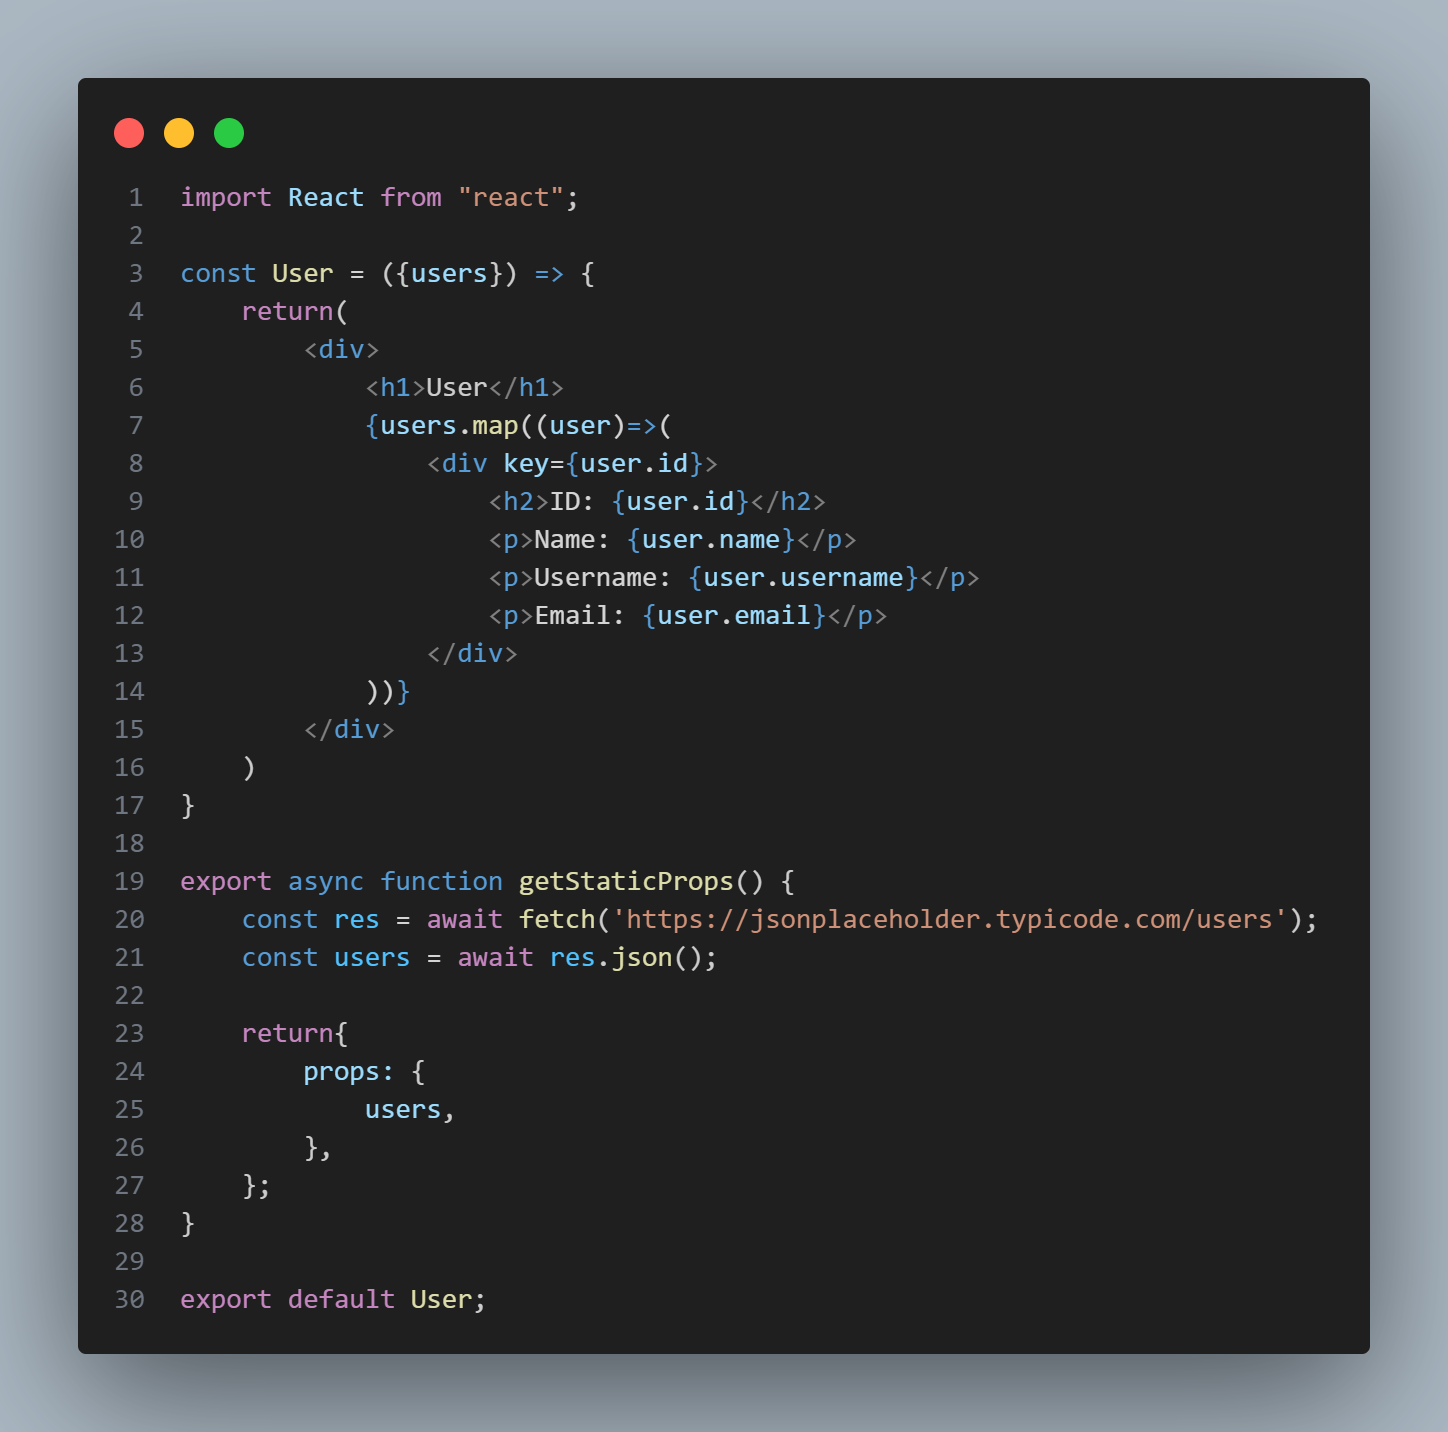 1 import React from "react";
2
3 const User = ({users}) => {
4     return(
5         <div>
6             <h1>User</h1>
7             {users.map((user)=>(
8                 <div key={user.id}>
9                     <h2>ID: {user.id}</h2>
10                     <p>Name: {user.name}</p>
11                     <p>Username: {user.username}</p>
12                     <p>Email: {user.email}</p>
13                 </div>
14             ))}
15         </div>
16     )
17 }
18
19 export async function getStaticProps() {
20     const res = await fetch('https://jsonplaceholder.typicode.com/users');
21     const users = await res.json();
22
23     return{
24         props: {
25             users,
26         },
27     };
28 }
29
30 export default User;